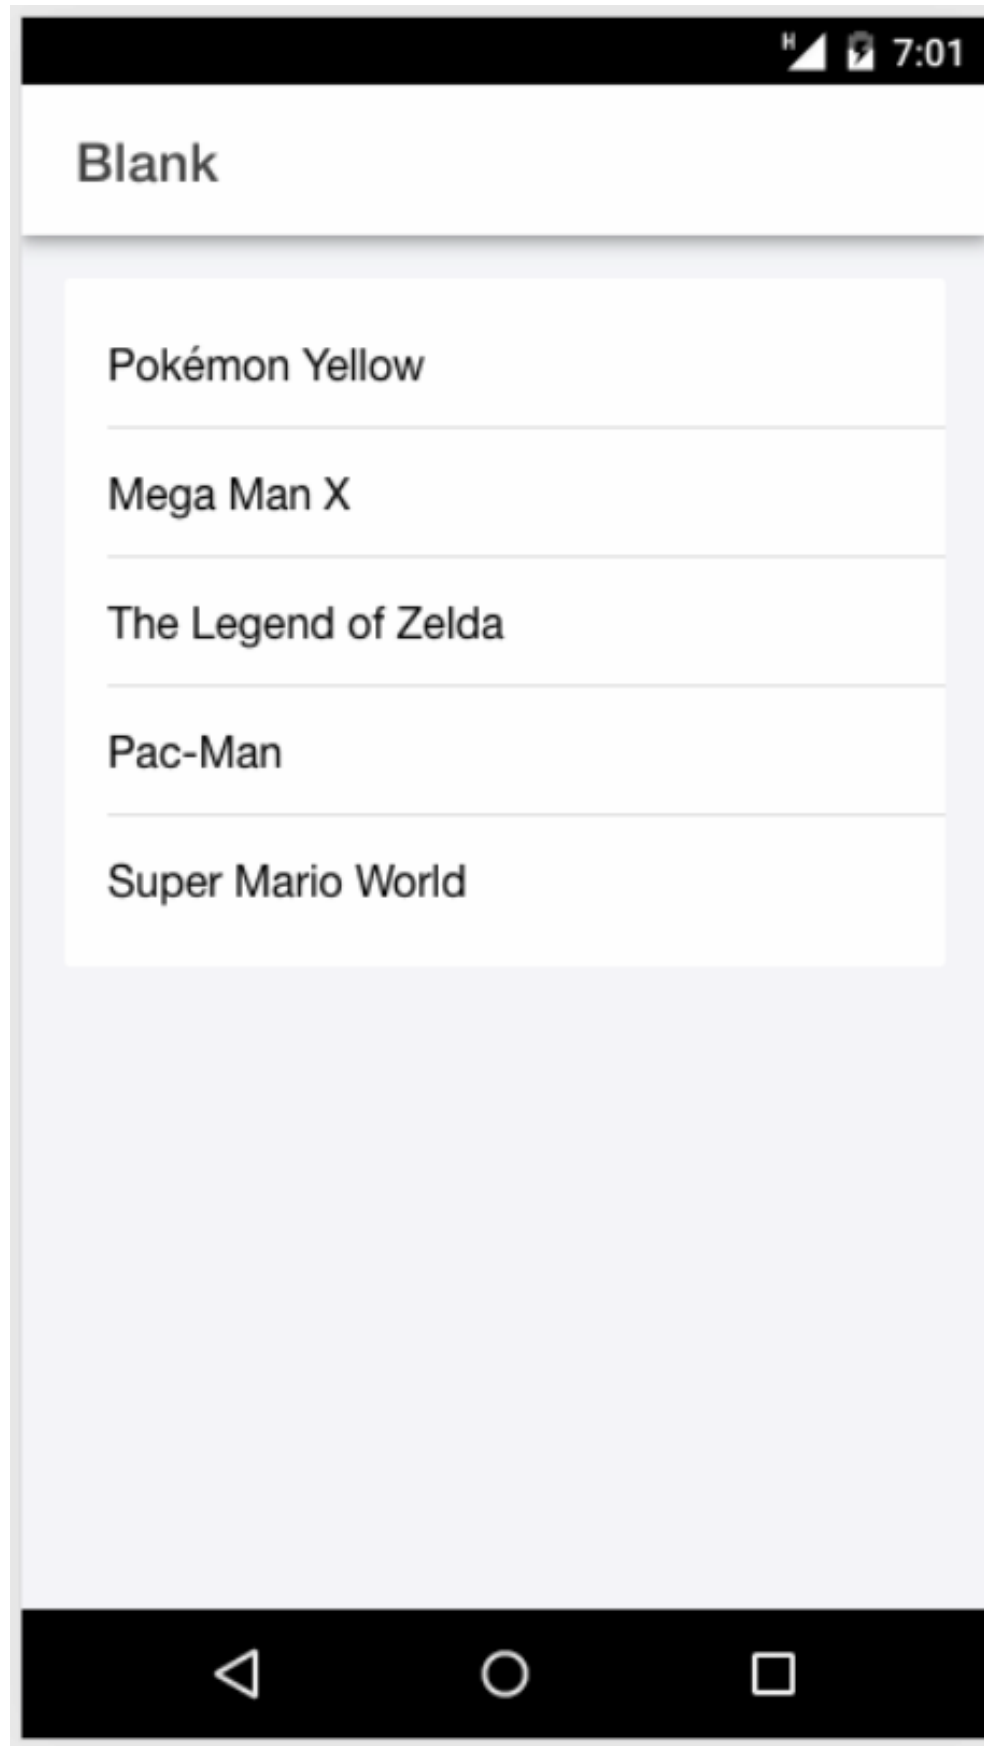 H 7:01
Blank
Pokémon Yellow
Mega Man X
The Legend of Zelda
Pac-Man
Super Mario World